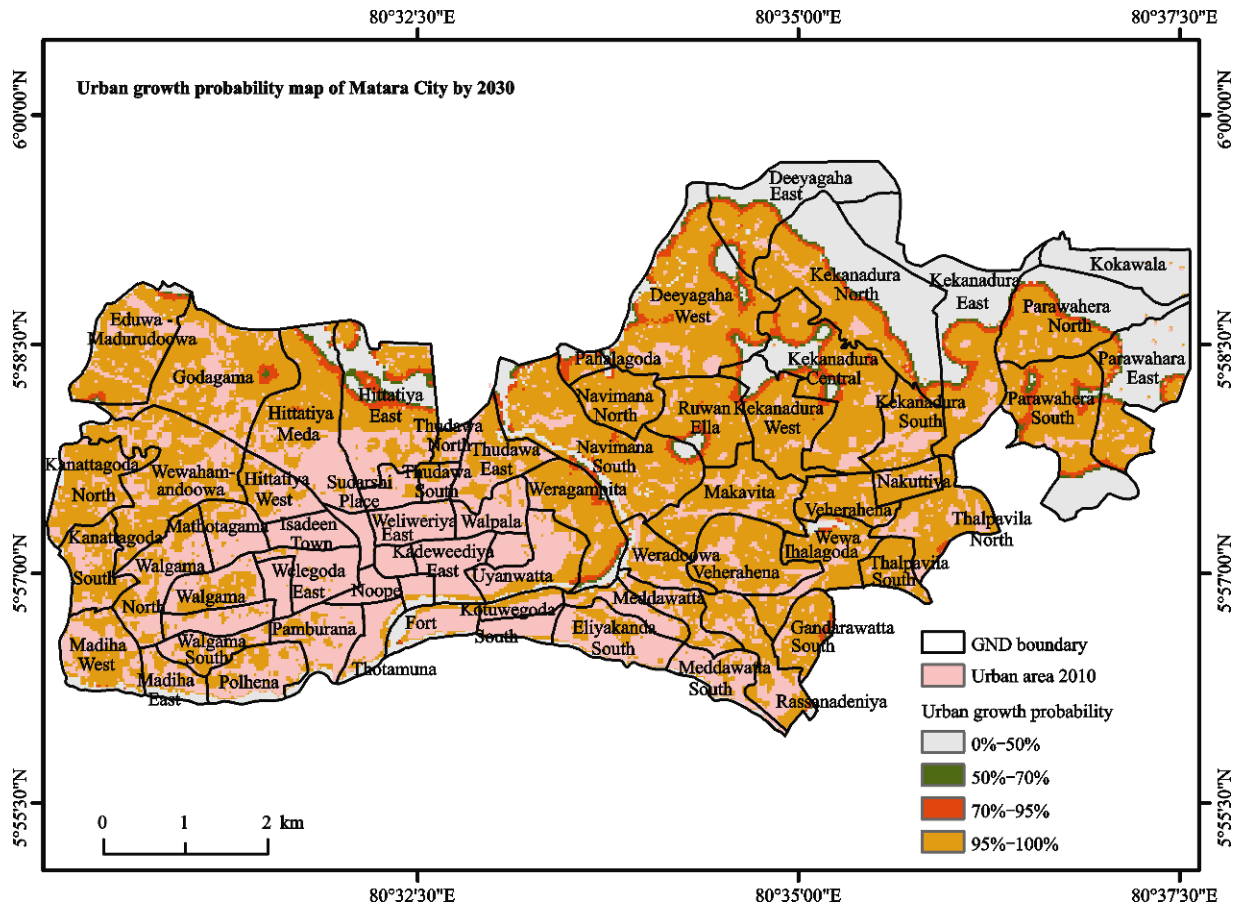 80°32'30"E
80°35'00"E
80°37'30"E
6°00'00"N
6°00'00"N
Urban growth probability map of Matara City by 2030
Deeyagaha
East
Kokawala
Kekanadura
North
Kekanadura
East
Deeyagaha
West
Parawahera
North
Eduwa-
Madurudoowa
5°58'30"N
5°58'30"N
Pahalagoda
Kekanadura
Central
Parawahara
East
Godagama
Hittatiya
East
Navimana
North
Parawahera
South
Hittatiya
Meda
Ruwan
Ella
Kekanadura
West
Kekanadura
South
Thudawa
North
Thudawa
East
Navimana
South
Kanattagoda
North
Wewaham-
andoowa
Hittatiya
West
Sudarshi
Place
Thudawa
South
Weragampita
Makavita
Nakuttiya
Mathotagama
Isadeen
Town
Weliweriya
East
Walpala
Veherahena
Thalpavila
North
Kanattagoda
South
Walgama
North
Kadeweediya
East
Weradoowa
Wewa
Ihalagoda
Welegoda
East
Uyanwatta
Veherahena
Thalpavila
South
5°57'00"N
5°57'00"N
Walgama
Noope
Meddawatta
Kotuwegoda
South
Fort
Pamburana
Eliyakanda
South
Gandarawatta
South
Madiha
West
Walgama
South
Thotamuna
Meddawatta
South
Madiha
East
Polhena
Rassanadeniya
GND boundary
Urban area 2010
Urban growth probability
0%–50%
50%–70%
70%–95%
95%–100%
5°55'30"N
5°55'30"N
0 1 2 km
80°32'30"E
80°35'00"E
80°37'30"E